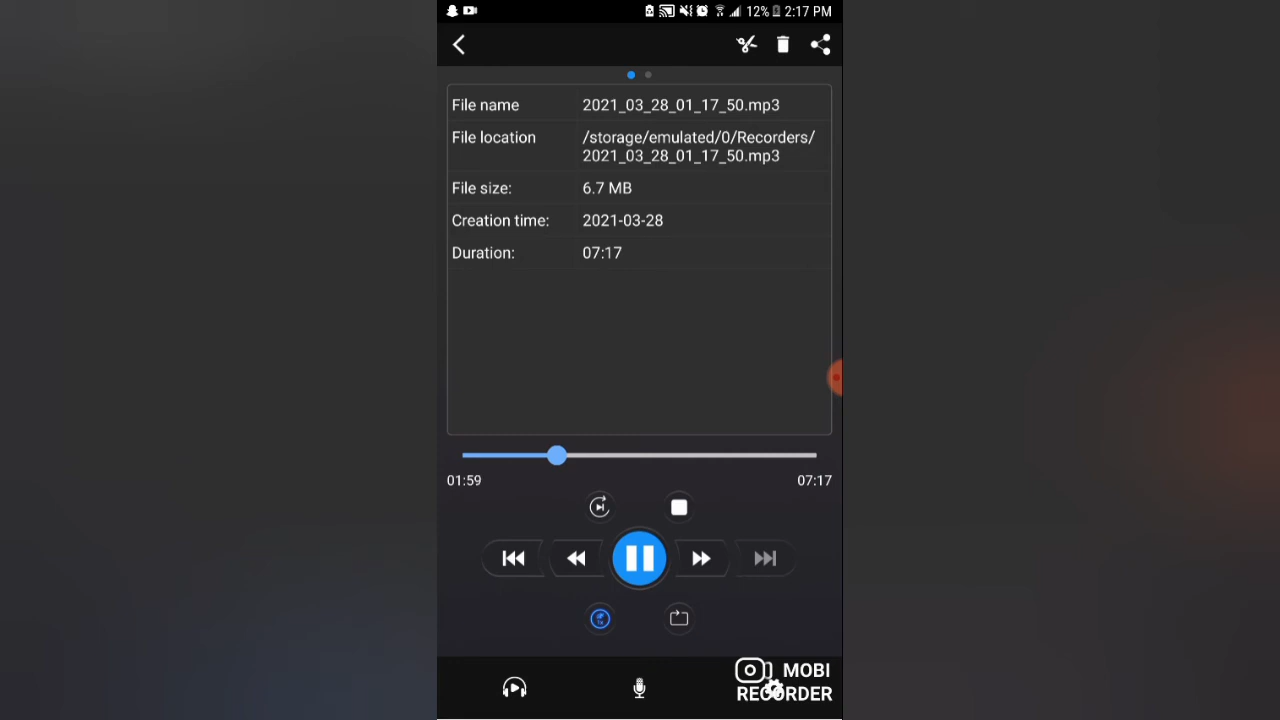 12% 2:17 PM
File name 2021_03_28_01_17_50.mp3
File location /storage/emulated/0/Recorders/
2021_03_28_01_17_50.mp3
File size: 6.7 MB
Creation time: 2021-03-28
Duration: 07:17
01:59 07:17
MOBI
RECORDER